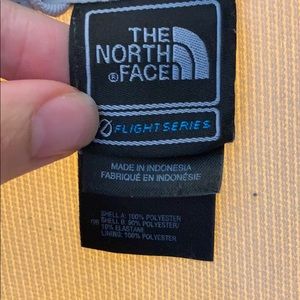 THE
NORTH
FACE
®
FLIGHT SERIES
MADE IN INDONESIA
FABRIQUÉ EN INDONÉSIE
SHELL A: 100% POLYESTER
SHELL B: 90% POLYESTER/
10% ELASTANE
LINING: 100% POLYESTER